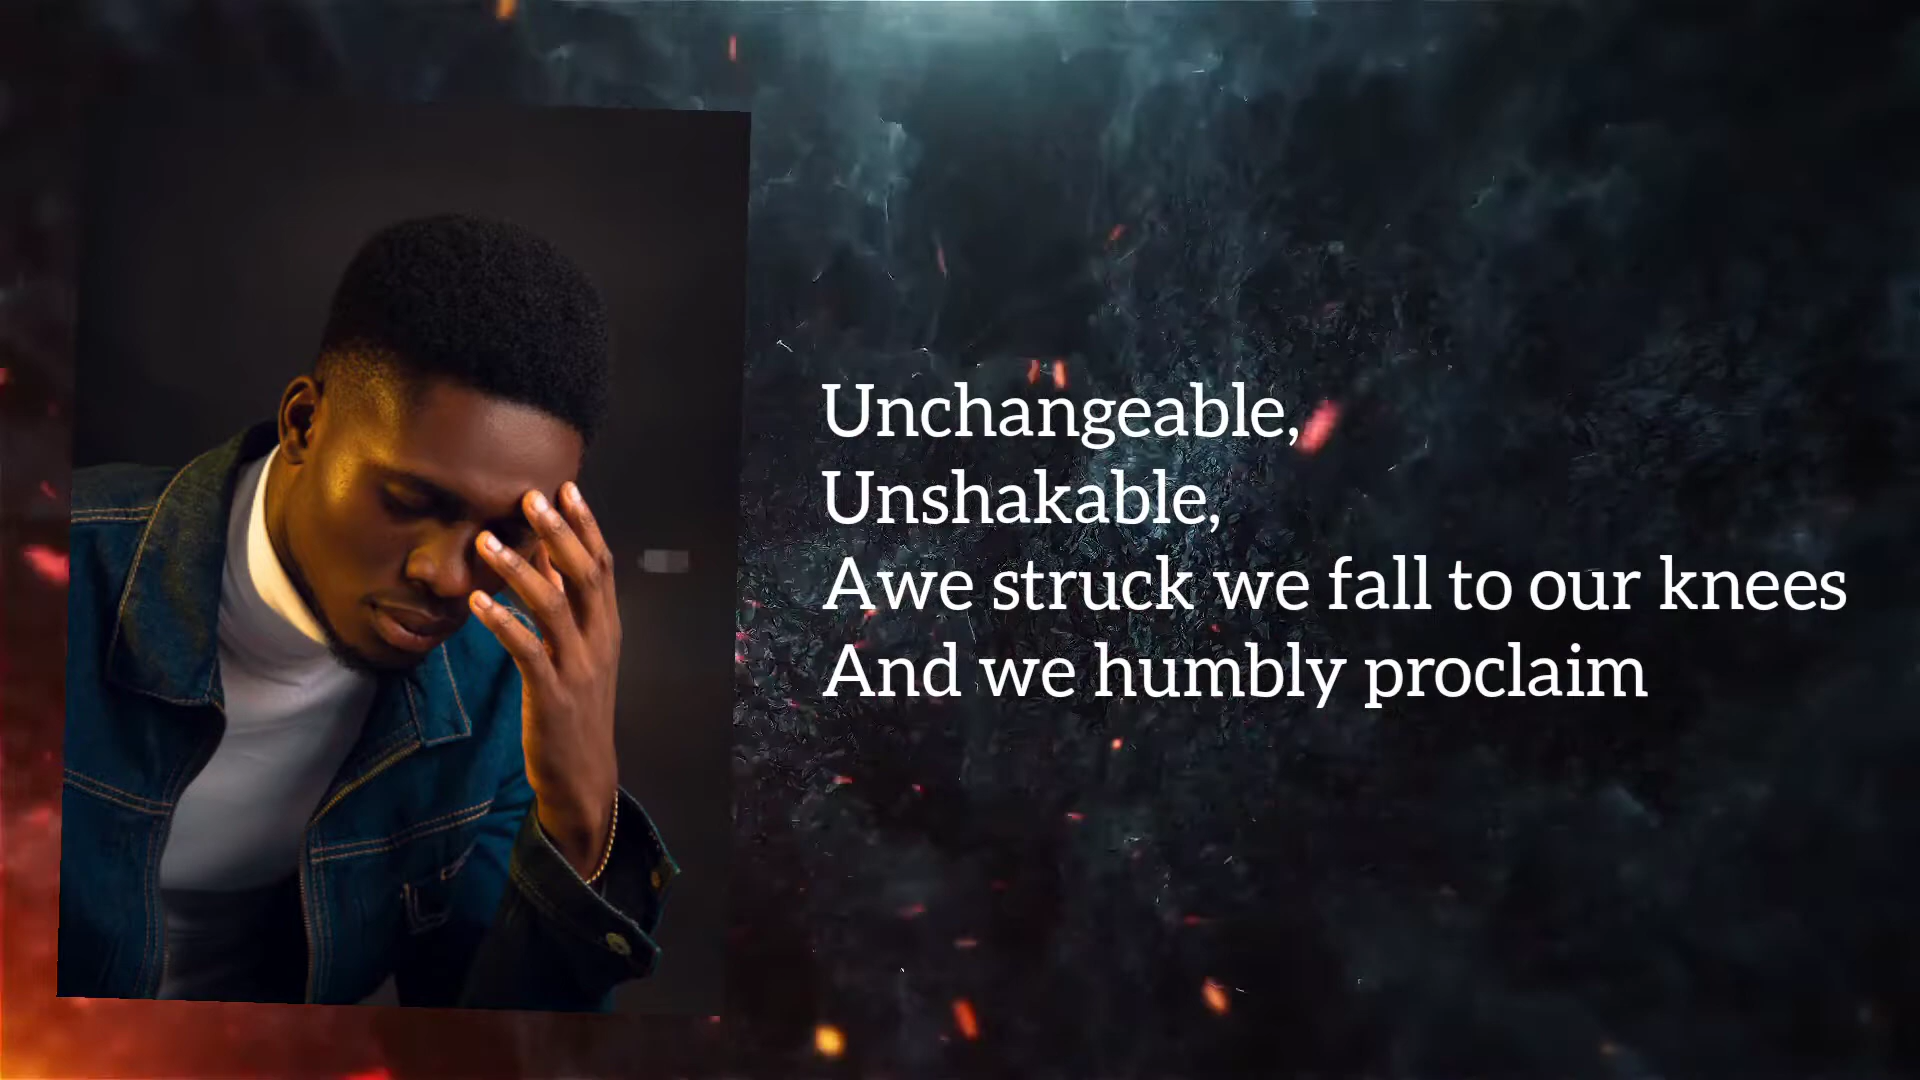 Unchangeable,
Unshakable,
Awe struck we fall to our knees
And we humbly proclaim